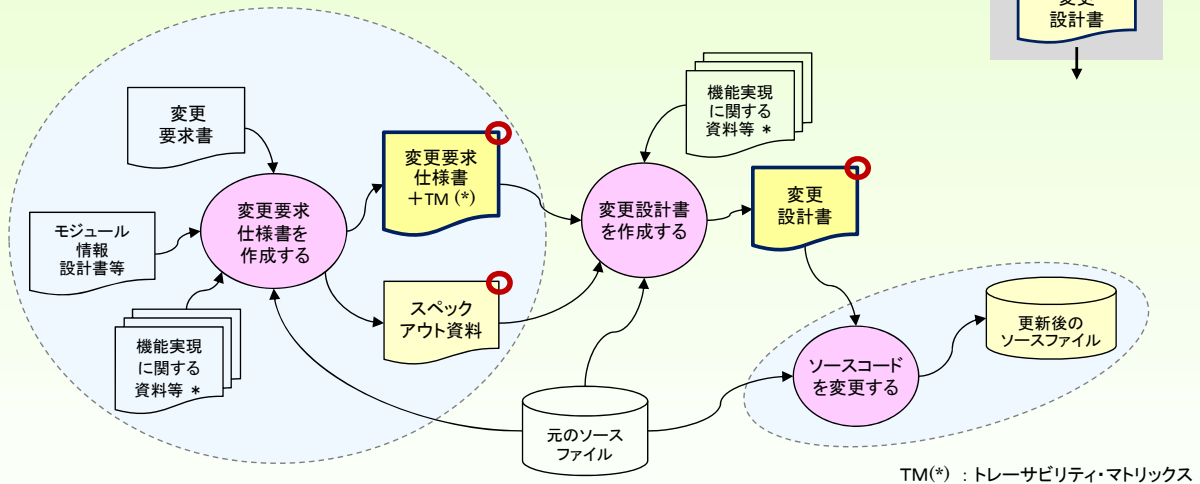 変更
設計書
変更
要求書
モジュール
情報
設計書等
機能実現
に関する
資料等 *
変更要求
仕様書を
作成する
変更要求
仕様書
＋TM (*)
スペック
アウト資料
機能実現
に関する
資料等 *
変更設計書
を作成する
変更
設計書
元のソース
ファイル
ソースコード
を変更する
更新後の
ソースファイル
TM(*) ：トレーサビリティ・マトリックス